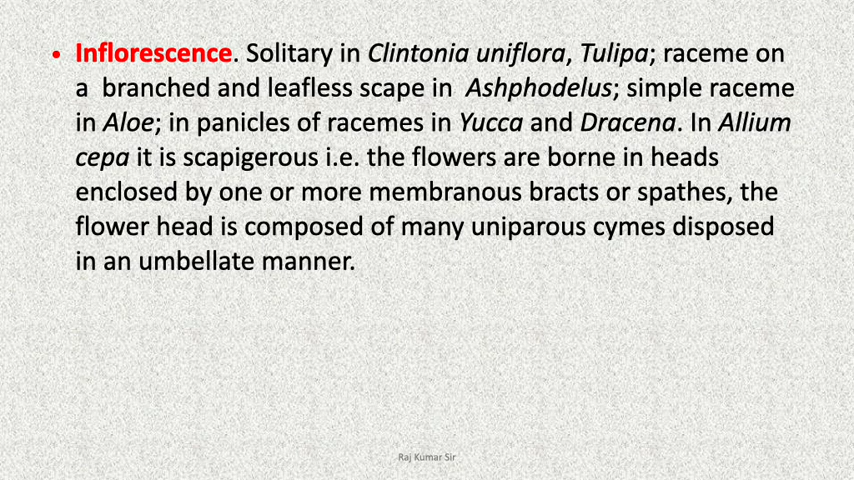 • Inflorescence. Solitary in Clintonia uniflora, Tulipa; raceme on
a branched and leafless scape in Ashphodelus; simple raceme
in Aloe; in panicles of racemes in Yucca and Dracena. In Allium
cepa it is scapigerous i.e. the flowers are borne in heads
enclosed by one or more membranous bracts or spathes, the
flower head is composed of many uniparous cymes disposed
in an umbellate manner.
Raj Kumar Sir